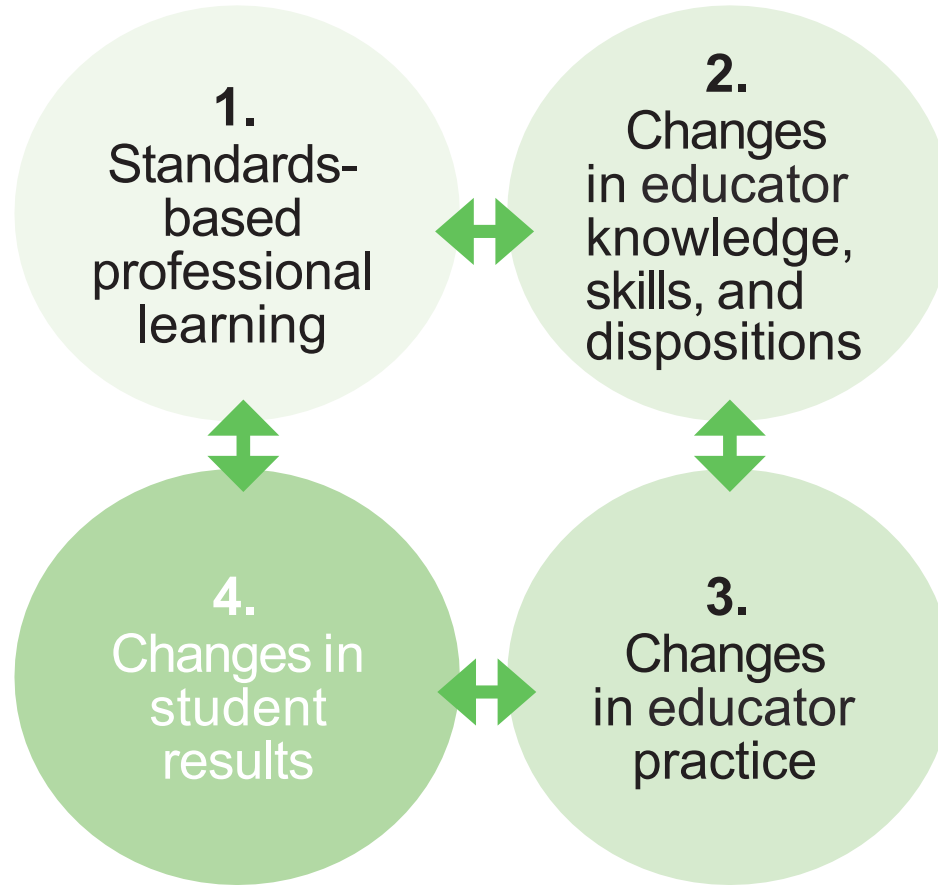 1.
Standards-
based
professional
learning
2.
Changes
in educator
knowledge,
skills, and
dispositions
3.
Changes
in educator
practice
4.
Changes in
student
results